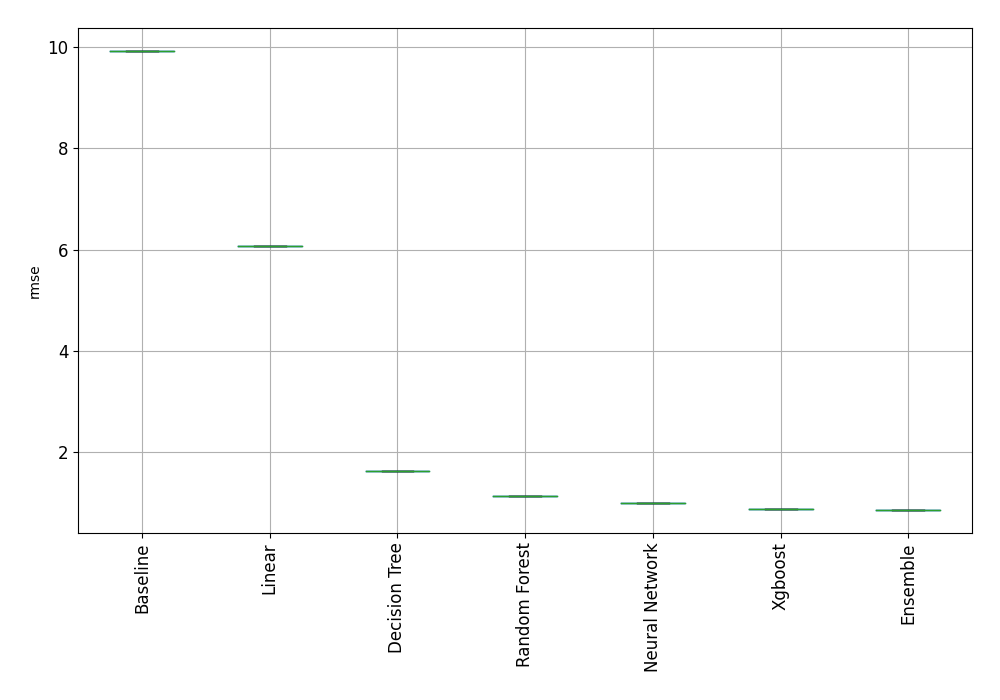 10
8
6
4
2
rmse
Baseline
Linear
Decision Tree
Random Forest
Neural Network
Xgboost
Ensemble